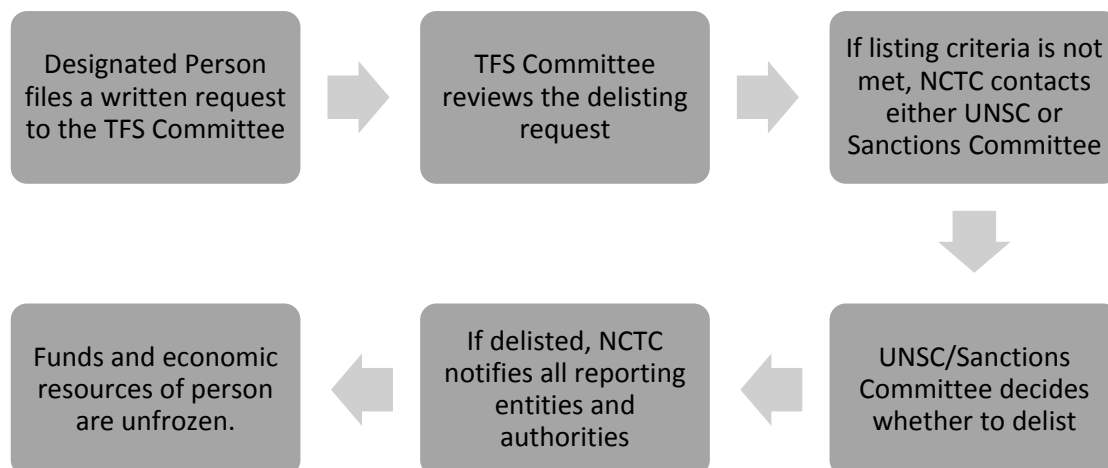 Designated Person
files a written request
to the TFS Committee
TFS Committee
reviews the delisting
request
If listing criteria is not
met, NCTC contacts
either UNSC or
Sanctions Committee
UNSC/Sanctions
Committee decides
whether to delist
If delisted, NCTC
notifies all reporting
entities and
authorities
Funds and economic
resources of person
are unfrozen.